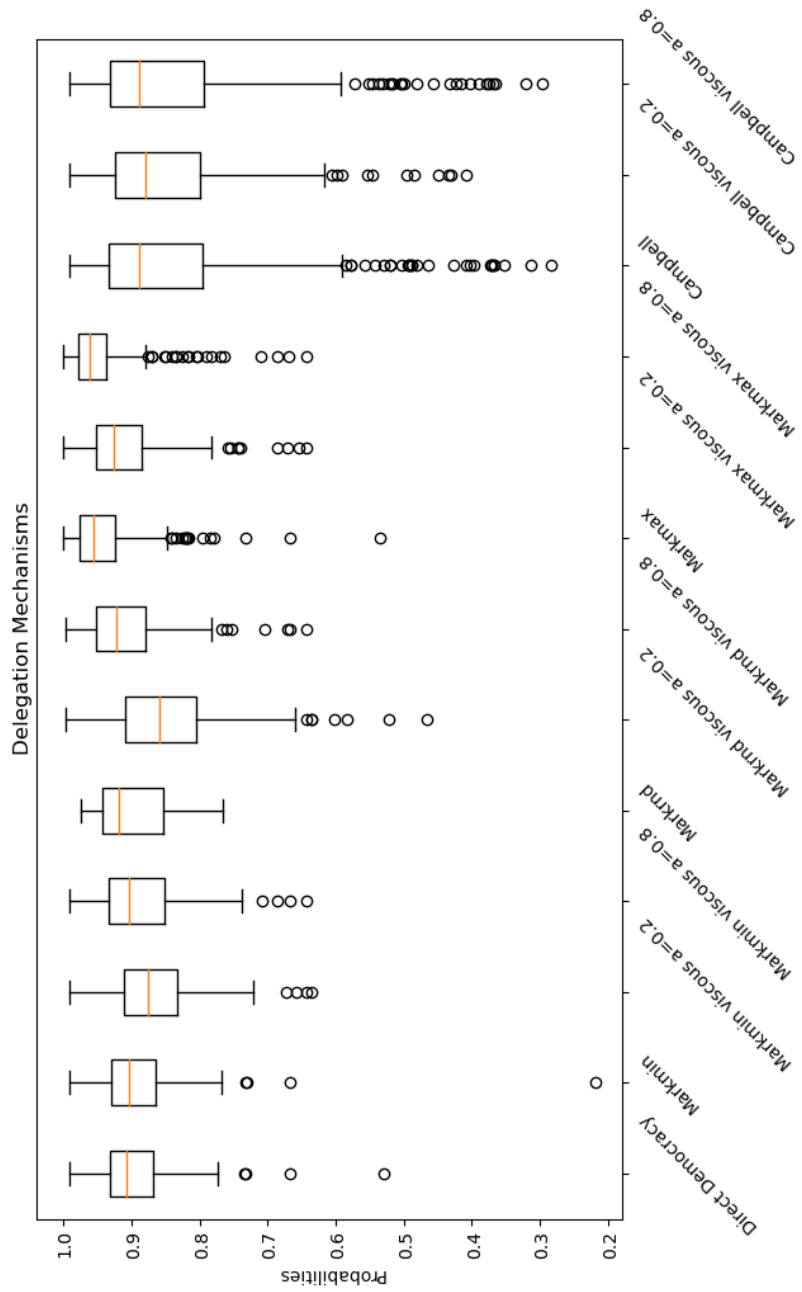 Delegation Mechanisms
Probabilities
1.0
0.9
0.8
0.7
0.6
0.5
0.4
0.3
0.2
Direct Democracy
Markmin
Markmin viscous a=0.2
Markmin viscous a=0.8
Markrnd
Markrnd viscous a=0.2
Markrnd viscous a=0.8
Markmax
Markmax viscous a=0.2
Markmax viscous a=0.8
Campbell
Campbell viscous a=0.2
Campbell viscous a=0.8